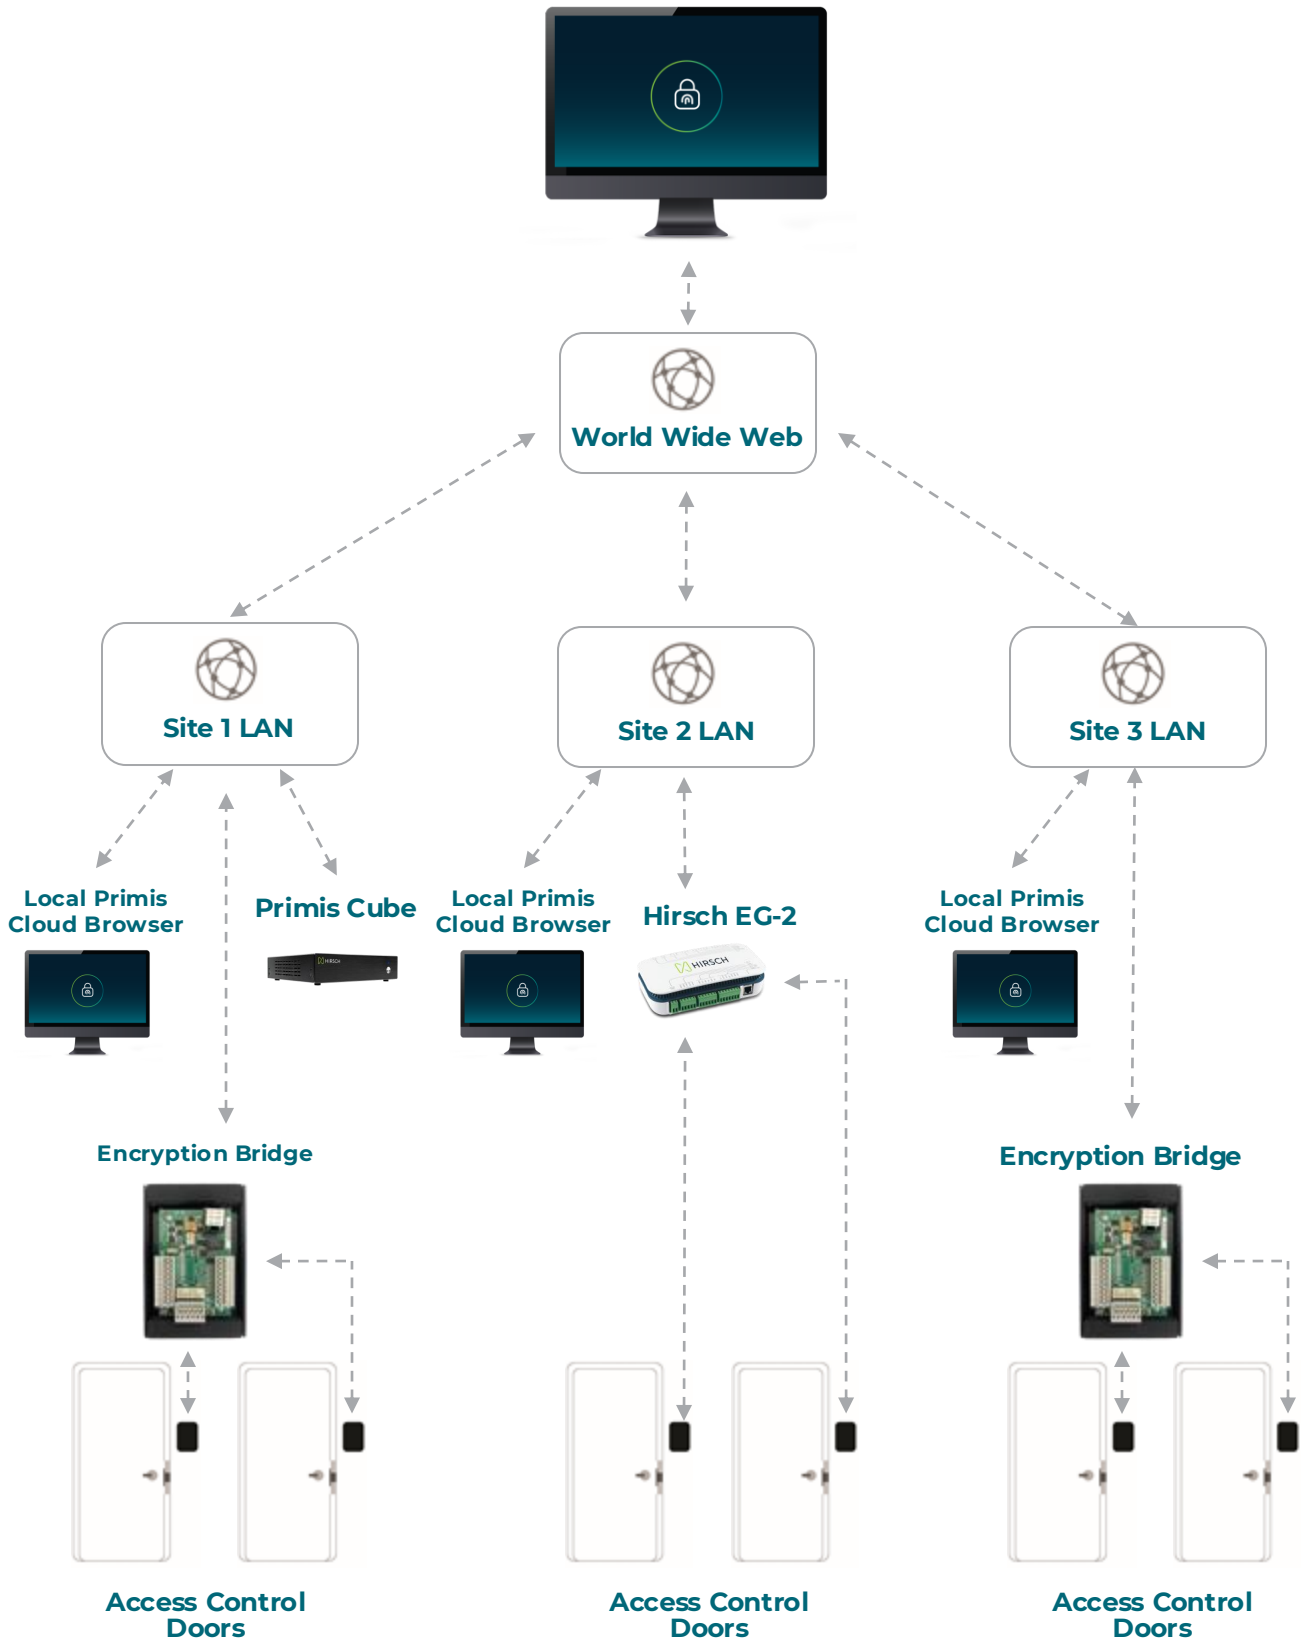 World Wide Web
Site 1 LAN
Site 2 LAN
Site 3 LAN
Local Primis
Cloud Browser
Primis Cube
HIRSCH
Local Primis
Cloud Browser
Hirsch EG-2
HIRSCH
Local Primis
Cloud Browser
Encryption Bridge
Encryption Bridge
Access Control
Doors
Access Control
Doors
Access Control
Doors